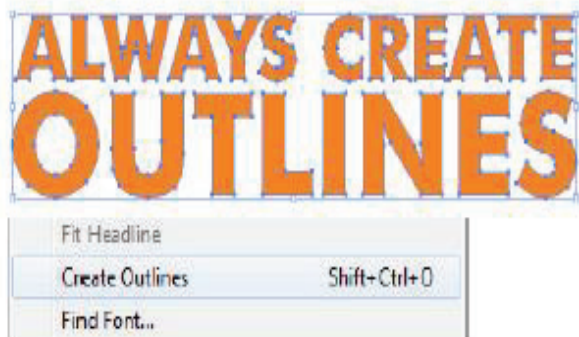 ALWAYS CREATE
OUTLINES
Fit Headline
Create Outlines Shift+Ctrl+O
Find Font...